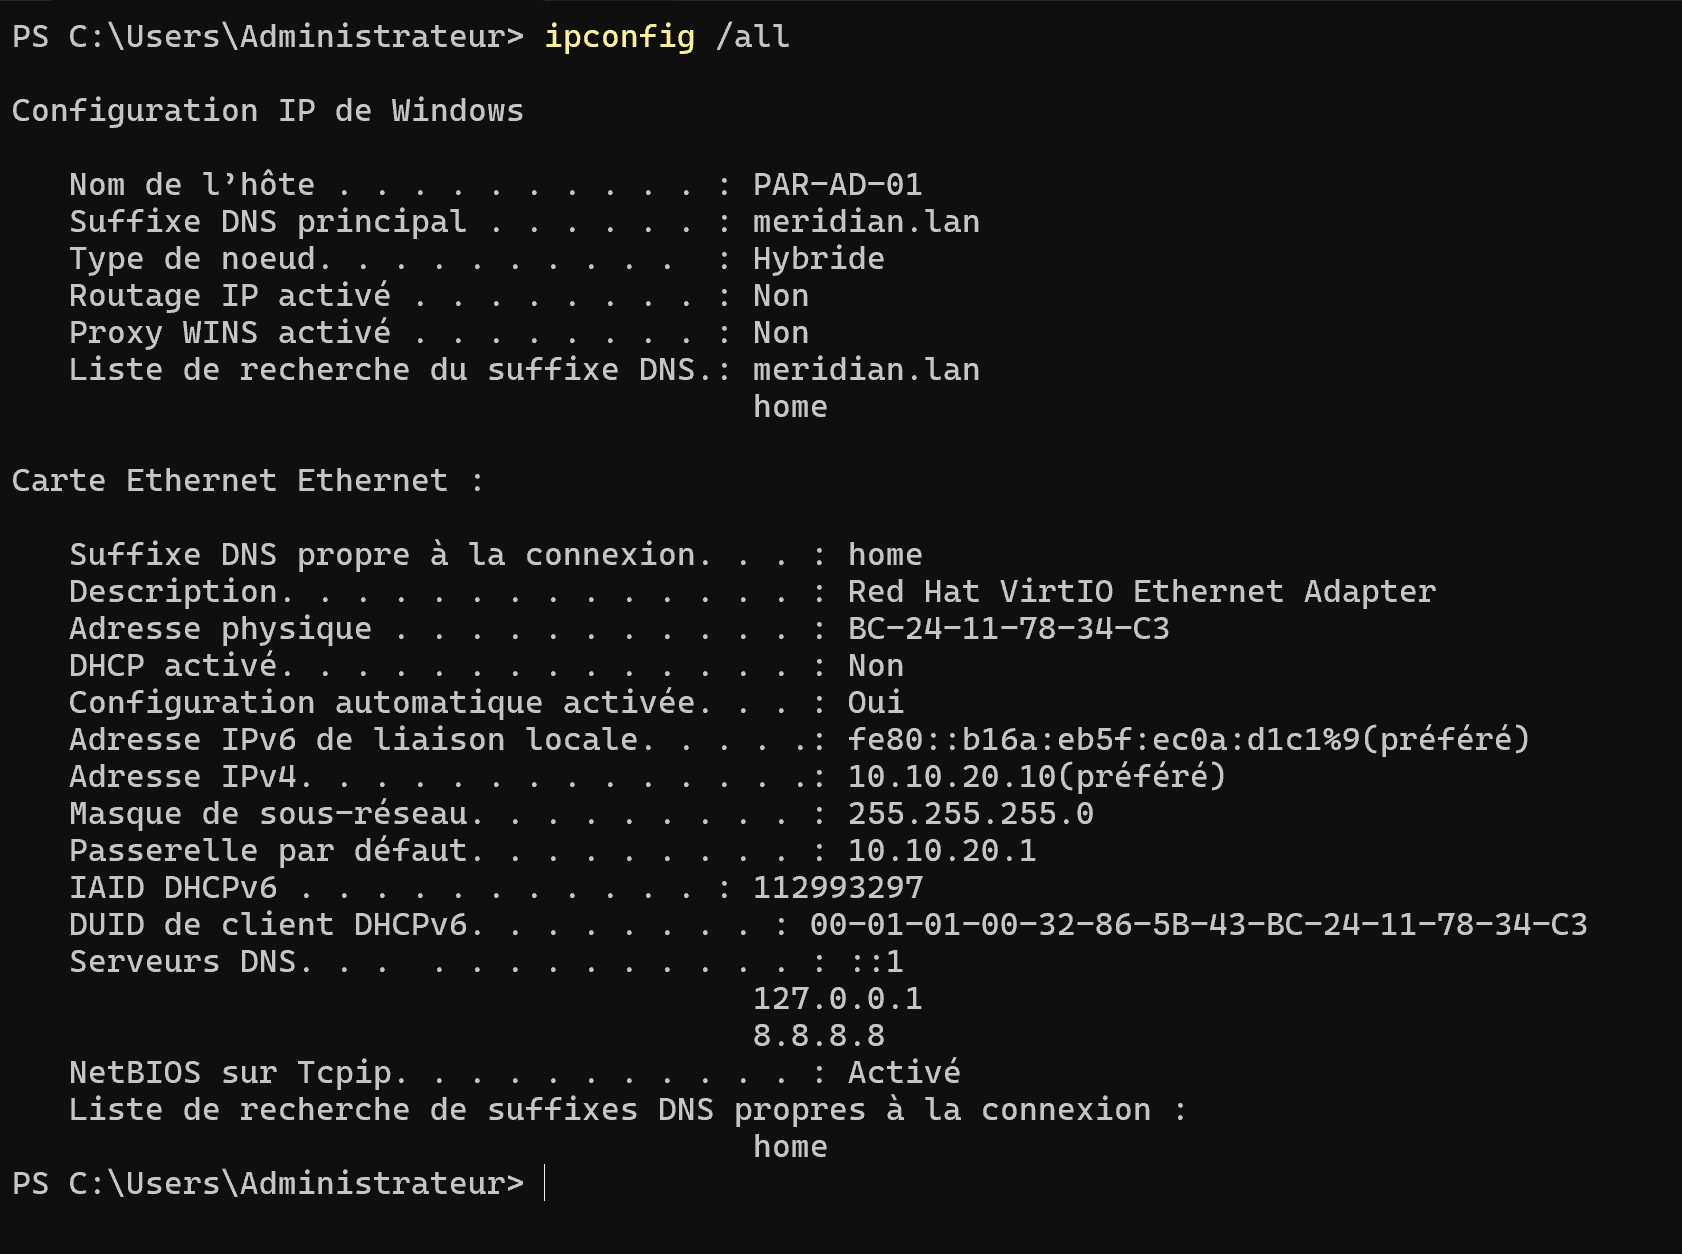 PS C:\Users\Administrateur> ipconfig /all

Configuration IP de Windows

   Nom de l’hôte . . . . . . . . . . : PAR-AD-01
   Suffixe DNS principal . . . . . . : meridian.lan
   Type de noeud. . . . . . . . . .  : Hybride
   Routage IP activé . . . . . . . . : Non
   Proxy WINS activé . . . . . . . . : Non
   Liste de recherche du suffixe DNS.: meridian.lan
                                       home

Carte Ethernet Ethernet :

   Suffixe DNS propre à la connexion. . . : home
   Description. . . . . . . . . . . . . . : Red Hat VirtIO Ethernet Adapter
   Adresse physique . . . . . . . . . . . : BC-24-11-78-34-C3
   DHCP activé. . . . . . . . . . . . . . : Non
   Configuration automatique activée. . . : Oui
   Adresse IPv6 de liaison locale. . . . .: fe80::b16a:eb5f:ec0a:d1c1%9(préféré)
   Adresse IPv4. . . . . . . . . . . . . .: 10.10.20.10(préféré)
   Masque de sous-réseau. . . . . . . . . : 255.255.255.0
   Passerelle par défaut. . . . . . . . . : 10.10.20.1
   IAID DHCPv6 . . . . . . . . . . . : 112993297
   DUID de client DHCPv6. . . . . . . . : 00-01-01-00-32-86-5B-43-BC-24-11-78-34-C3
   Serveurs DNS. . .  . . . . . . . . . . : ::1
                                       127.0.0.1
                                       8.8.8.8
   NetBIOS sur Tcpip. . . . . . . . . . . : Activé
   Liste de recherche de suffixes DNS propres à la connexion :
                                       home
PS C:\Users\Administrateur>